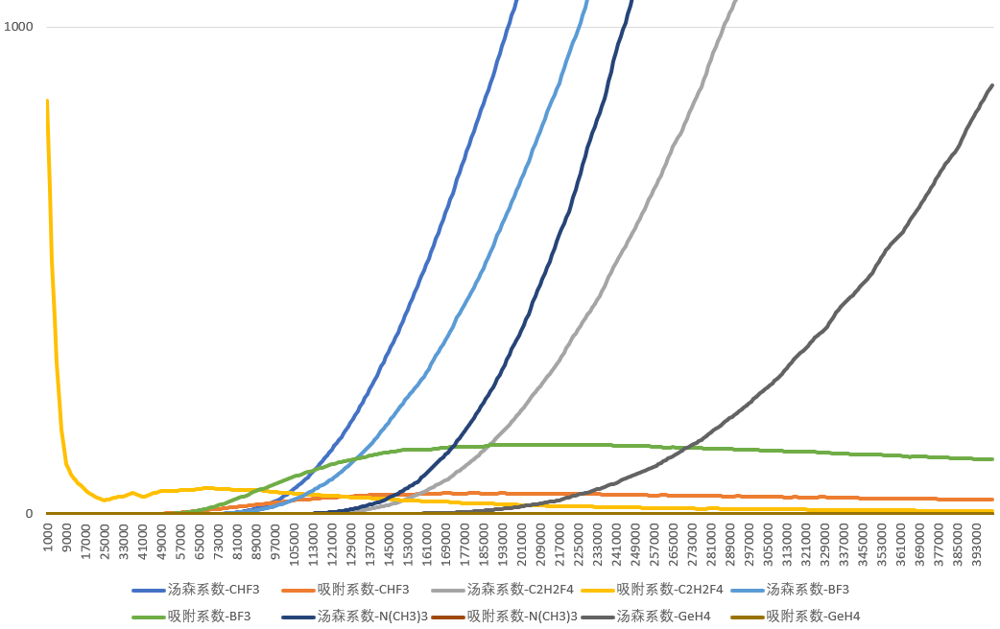 1000
0
1000 9000 17000 25000 33000 41000 49000 57000 65000 73000 81000 89000 97000 105000 113000 121000 129000 137000 145000 153000 161000 169000 177000 185000 193000 201000 209000 217000 225000 233000 241000 249000 257000 265000 273000 281000 289000 297000 305000 313000 321000 329000 337000 345000 353000 361000 369000 377000 385000 393000
汤森系数-CHF3 吸附系数-CHF3 汤森系数-C2H2F4 吸附系数-C2H2F4 汤森系数-BF3
吸附系数-BF3 汤森系数-N(CH3)3 吸附系数-N(CH3)3 汤森系数-GeH4 吸附系数-GeH4